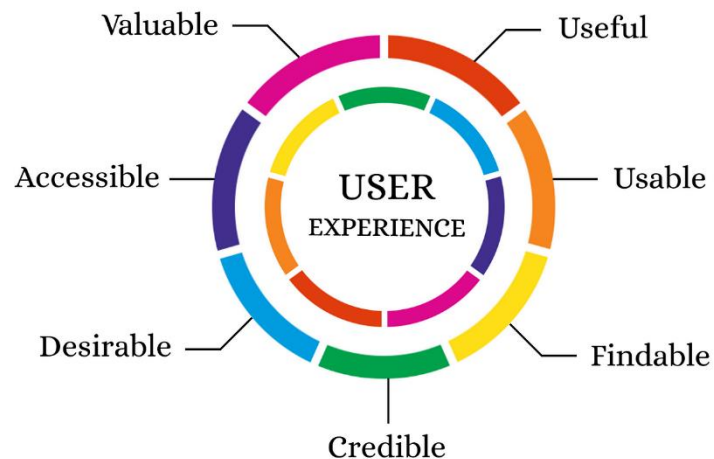 Valuable
Useful
Accessible
USER
EXPERIENCE
Usable
Desirable
Findable
Credible